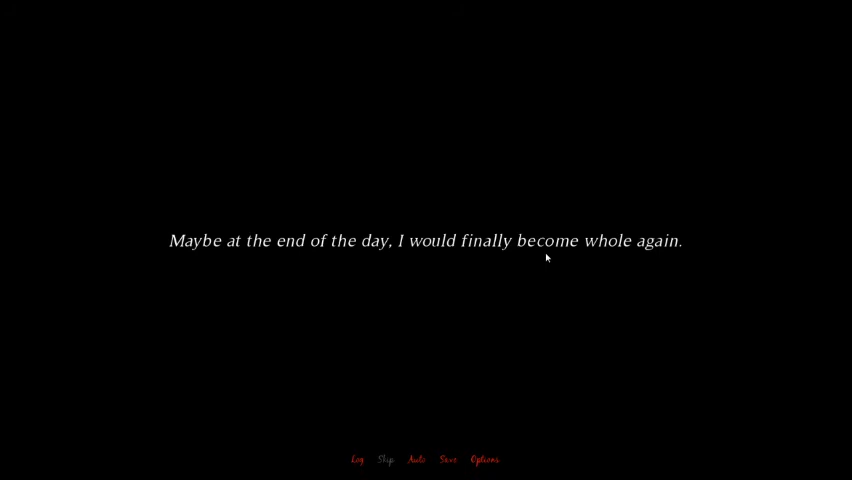 Maybe at the end of the day, I would finally become whole again.
Log Skip Auto Save Options